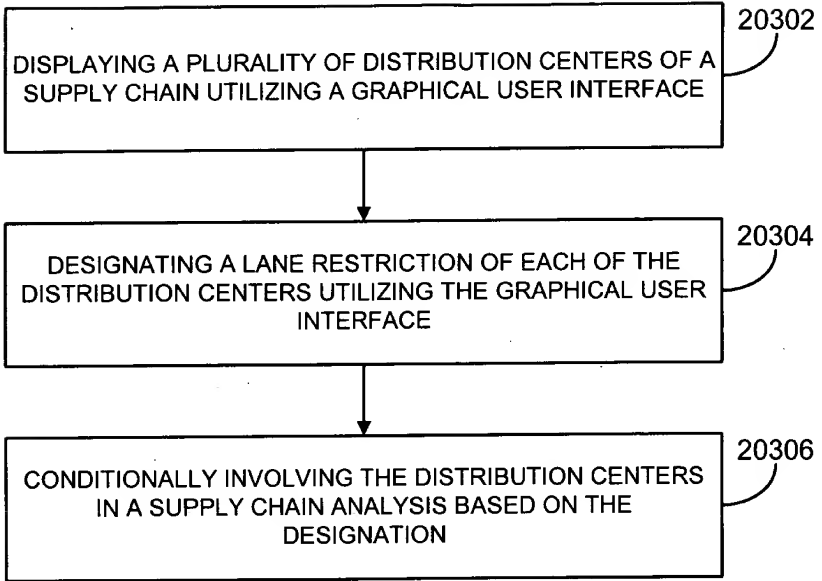 20302
DISPLAYING A PLURALITY OF DISTRIBUTION CENTERS OF A
SUPPLY CHAIN UTILIZING A GRAPHICAL USER INTERFACE
20304
DESIGNATING A LANE RESTRICTION OF EACH OF THE
DISTRIBUTION CENTERS UTILIZING THE GRAPHICAL USER
INTERFACE
20306
CONDITIONALLY INVOLVING THE DISTRIBUTION CENTERS
IN A SUPPLY CHAIN ANALYSIS BASED ON THE
DESIGNATION